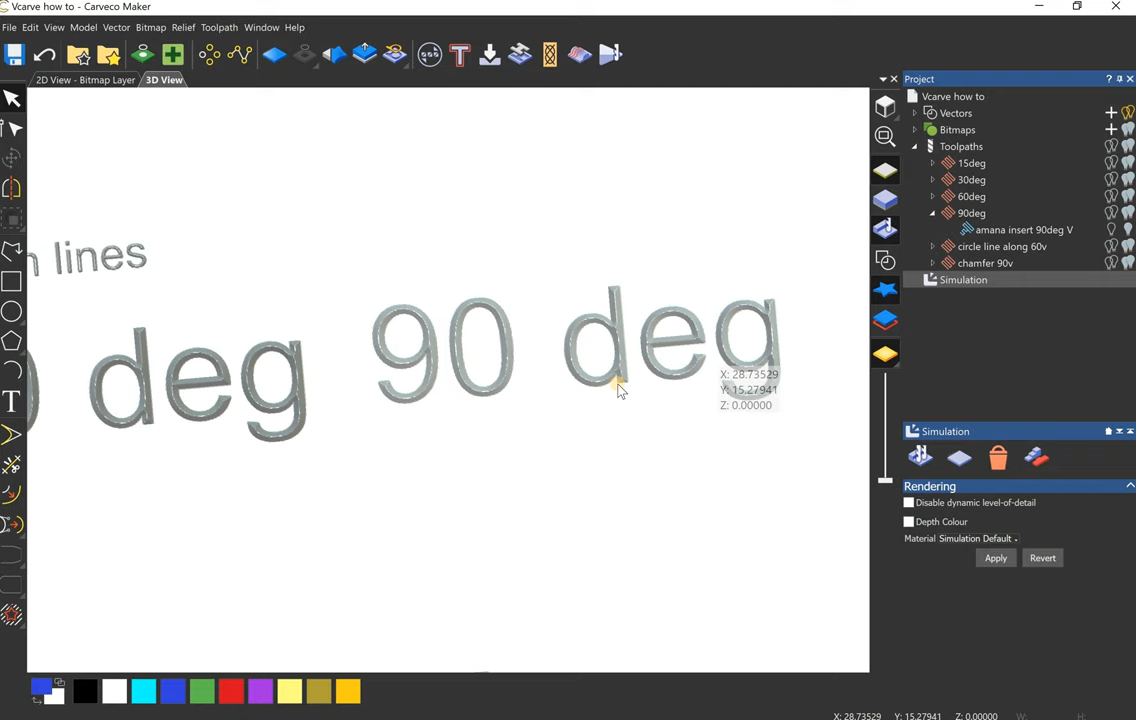 Vcarve how to - Carveco Maker
File Edit View Model Vector Bitmap Relief Toolpath Window Help
2D View - Bitmap Layer 3D View
Project
Vcarve how to
Vectors
Bitmaps
Toolpaths
15deg
30deg
60deg
90deg
amana insert 90deg V
circle line along 60v
chamfer 90v
Simulation
lines
deg 90 deg
X: 28.73529
Y: 15.27941
Z: 0.00000
Simulation
Rendering
Disable dynamic level-of-detail
Depth Colour
Material Simulation Default
Apply Revert
X: 28.73529 Y: 15.27941 Z: 0.00000 W: H: